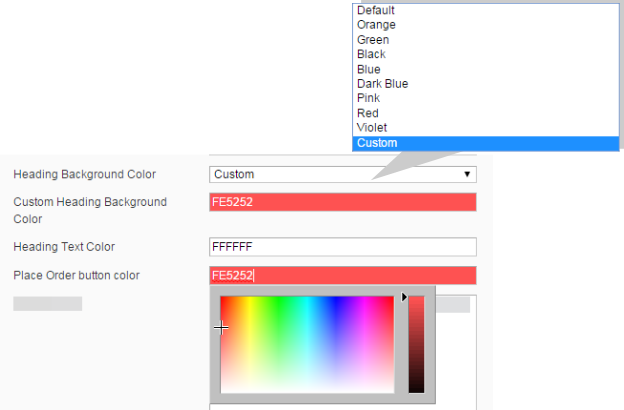 Default
Orange
Green
Black
Blue
Dark Blue
Pink
Red
Violet
Custom
Heading Background Color
Custom
Custom Heading Background
Color
FE5252
Heading Text Color
FFFFFF
Place Order button color
FE5252